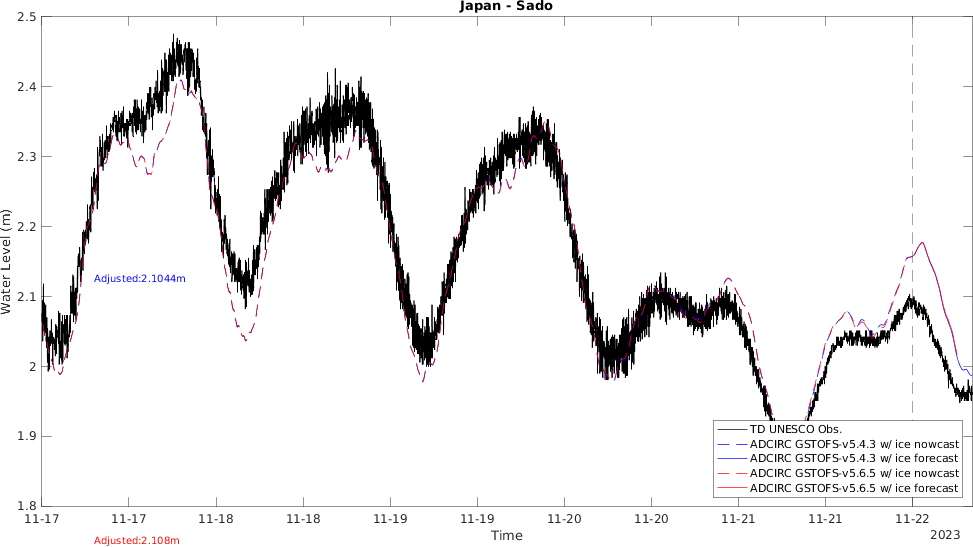 Japan - Sado
2.5
2.4
2.3
2.2
2.1
2
1.9
1.8
Water Level (m)
Adjusted:2.1044m
TD UNESCO Obs.
ADCIRC GSTOFS-v5.4.3 w/ ice nowcast
ADCIRC GSTOFS-v5.4.3 w/ ice forecast
ADCIRC GSTOFS-v5.6.5 w/ ice nowcast
ADCIRC GSTOFS-v5.6.5 w/ ice forecast
11-17 11-17 11-18 11-18 11-19 11-19 11-20 11-20 11-21 11-21 11-22
Time
2023
Adjusted:2.108m